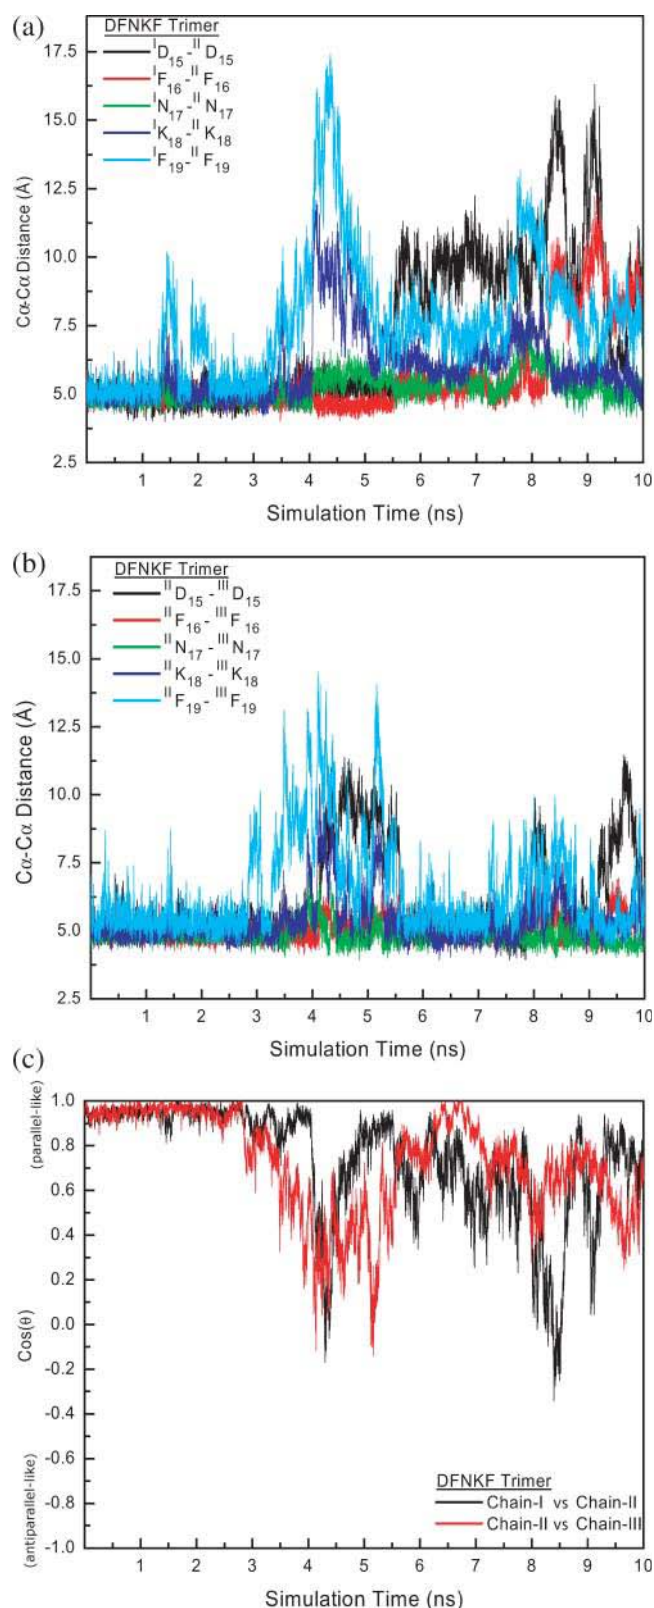 (a)
DFNKF Trimer
ID15-IID15
IF16-IIF16
IN17-IIN17
IK18-IIK18
IF19-IIF19
17.5
15.0
12.5
10.0
7.5
5.0
2.5
Cα-Cα Distance (Å)
1 2 3 4 5 6 7 8 9 10
Simulation Time (ns)
(b)
DFNKF Trimer
IID15 - IIID15
IIF16 - IIIF16
IIN17 - IIIN17
IIK18 - IIIK18
IIF19 - IIIF19
17.5
15.0
12.5
10.0
7.5
5.0
2.5
Cα-Cα Distance (Å)
1 2 3 4 5 6 7 8 9 10
Simulation Time (ns)
(c)
(parallel-like)
1.0
0.8
0.6
0.4
0.2
0.0
-0.2
-0.4
-0.6
-0.8
-1.0
Cos(θ)
(antiparallel-like)
DFNKF Trimer
Chain-I vs Chain-II
Chain-II vs Chain-III
1 2 3 4 5 6 7 8 9 10
Simulation Time (ns)